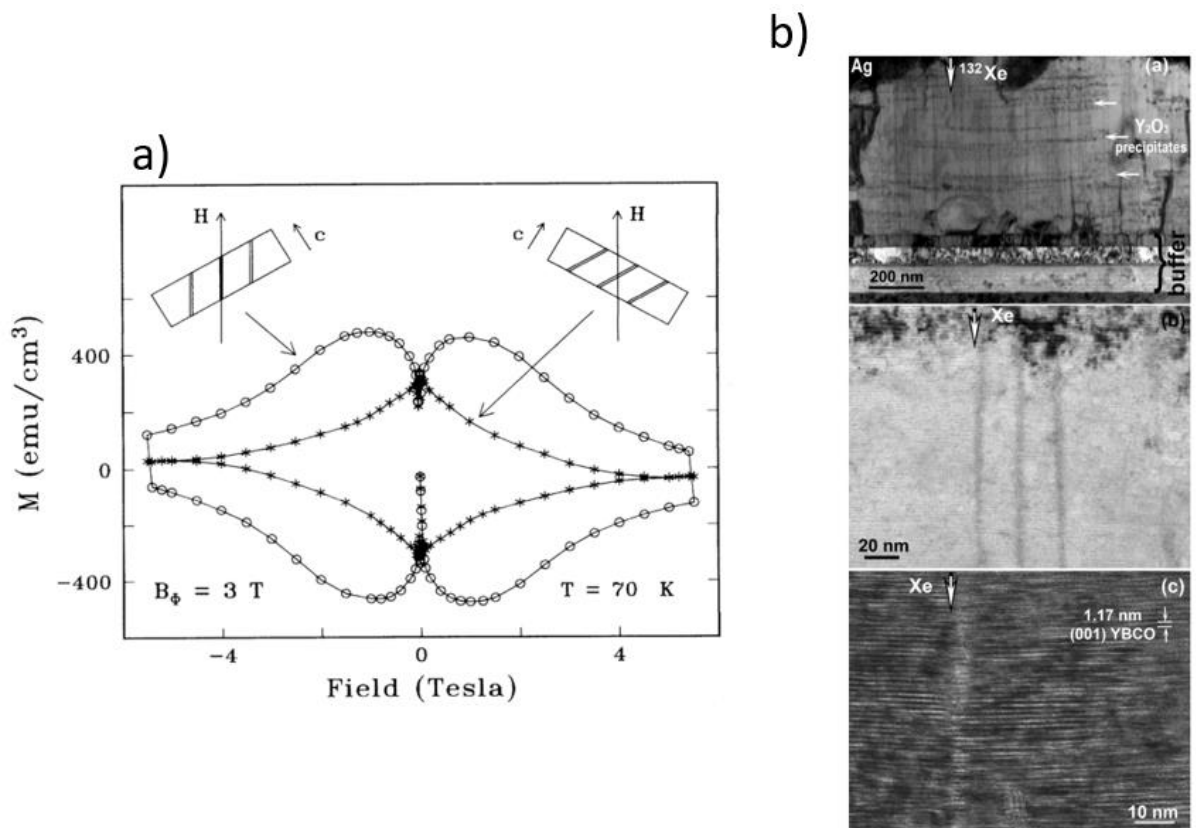 a)
H
c
c
H
400
0
−400
M (emu/cm³)
B_Φ = 3 T
T = 70 K
−4
0
4
Field (Tesla)
b)
Ag
¹³²Xe
(a)
Y₂O₃
precipitates
200 nm
buffer
Xe
(b)
20 nm
Xe
(c)
1,17 nm
(001) YBCO
10 nm